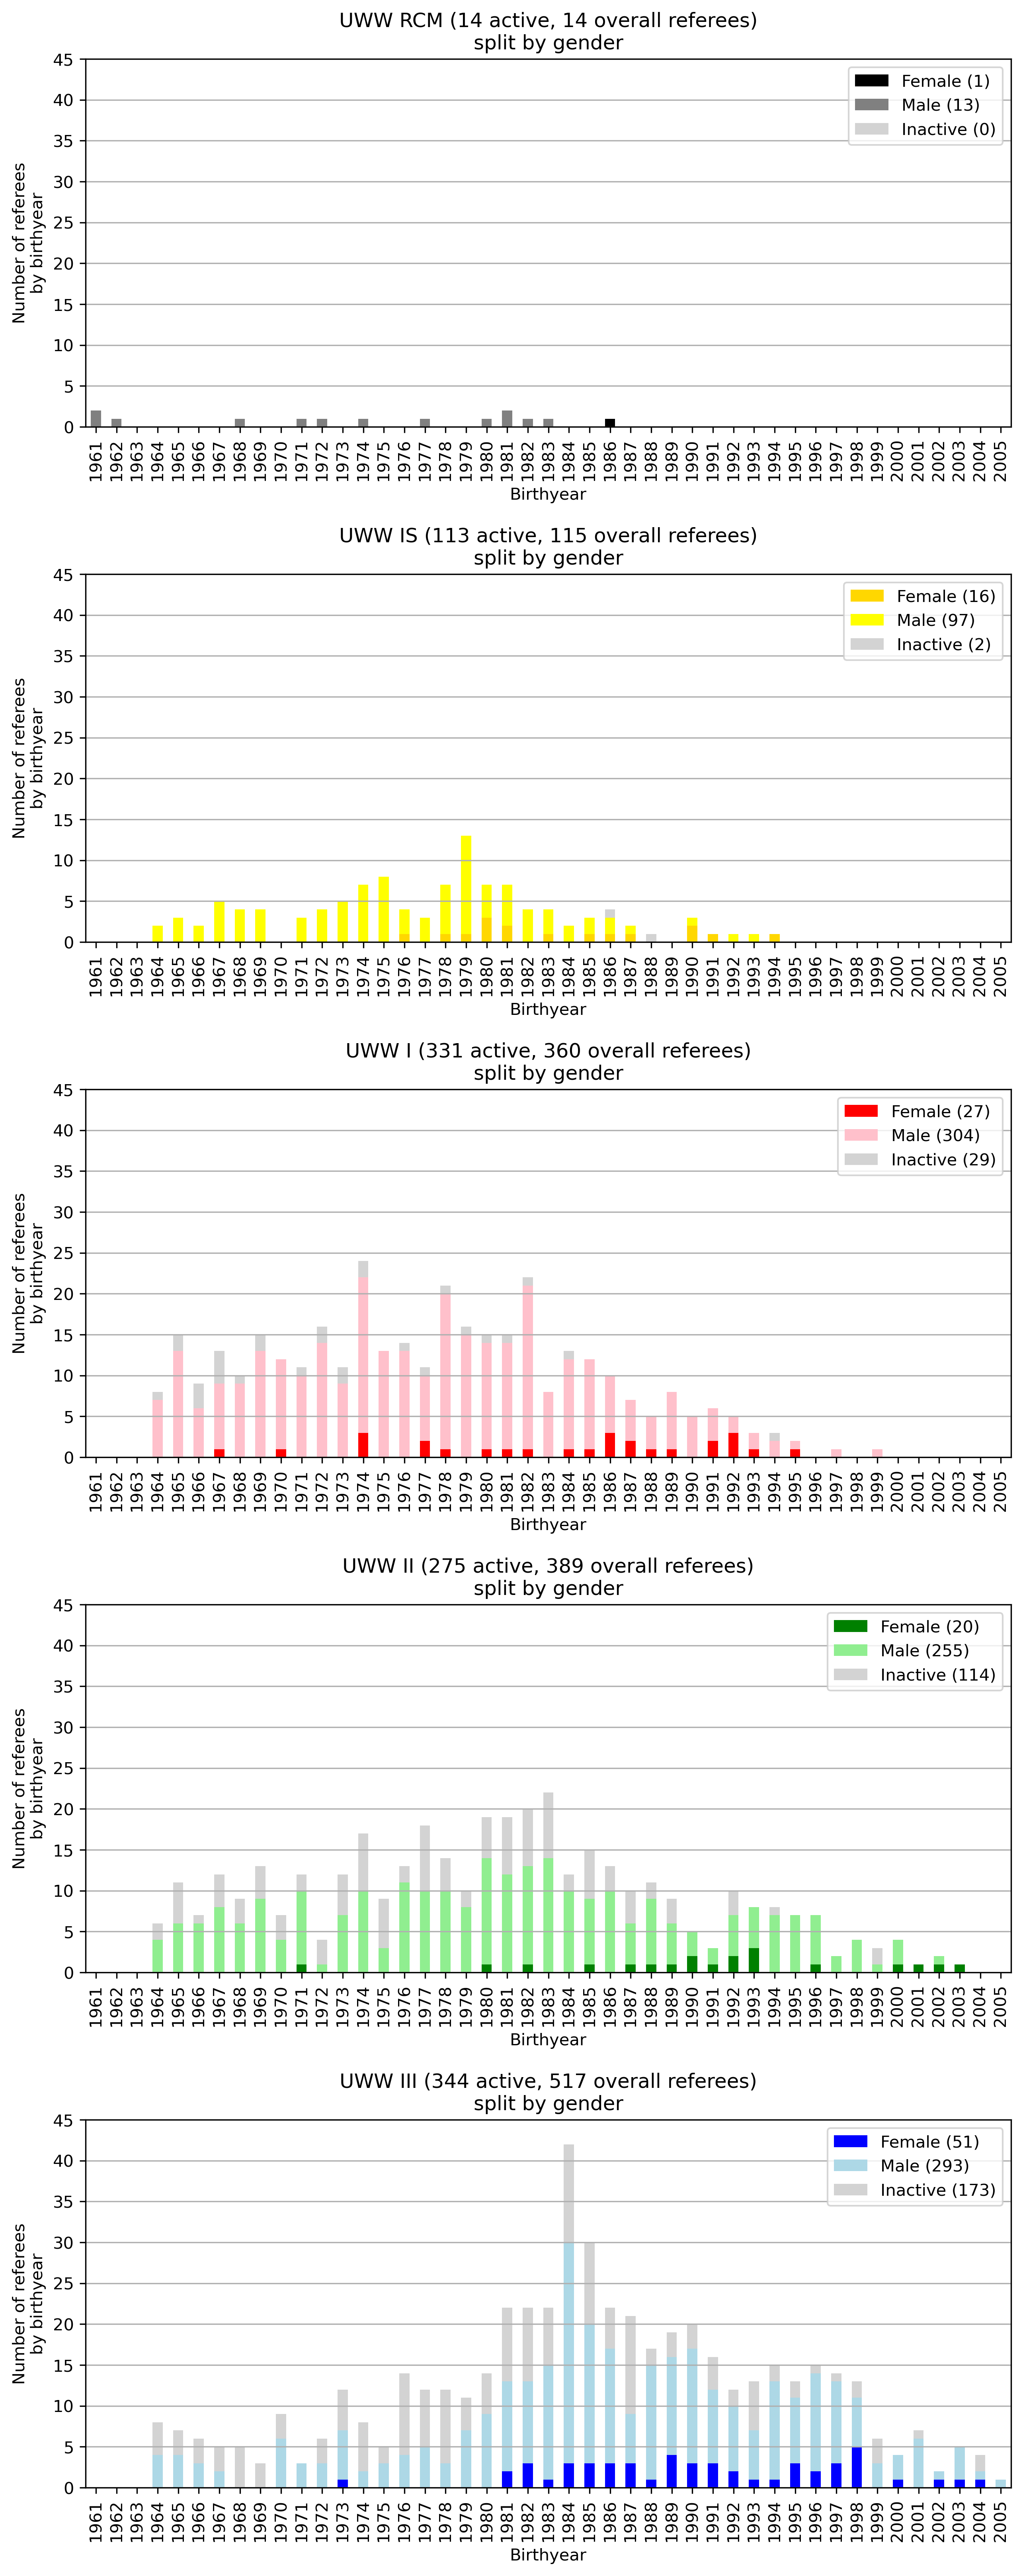 UWW RCM (14 active, 14 overall referees)
split by gender
45
40
35
30
25
20
15
10
5
0
Number of referees
by birthyear
Female (1)
Male (13)
Inactive (0)
1961 1962 1963 1964 1965 1966 1967 1968 1969 1970 1971 1972 1973 1974 1975 1976 1977 1978 1979 1980 1981 1982 1983 1984 1985 1986 1987 1988 1989 1990 1991 1992 1993 1994 1995 1996 1997 1998 1999 2000 2001 2002 2003 2004 2005
Birthyear
UWW IS (113 active, 115 overall referees)
split by gender
45
40
35
30
25
20
15
10
5
0
Number of referees
by birthyear
Female (16)
Male (97)
Inactive (2)
1961 1962 1963 1964 1965 1966 1967 1968 1969 1970 1971 1972 1973 1974 1975 1976 1977 1978 1979 1980 1981 1982 1983 1984 1985 1986 1987 1988 1989 1990 1991 1992 1993 1994 1995 1996 1997 1998 1999 2000 2001 2002 2003 2004 2005
Birthyear
UWW I (331 active, 360 overall referees)
split by gender
45
40
35
30
25
20
15
10
5
0
Number of referees
by birthyear
Female (27)
Male (304)
Inactive (29)
1961 1962 1963 1964 1965 1966 1967 1968 1969 1970 1971 1972 1973 1974 1975 1976 1977 1978 1979 1980 1981 1982 1983 1984 1985 1986 1987 1988 1989 1990 1991 1992 1993 1994 1995 1996 1997 1998 1999 2000 2001 2002 2003 2004 2005
Birthyear
UWW II (275 active, 389 overall referees)
split by gender
45
40
35
30
25
20
15
10
5
0
Number of referees
by birthyear
Female (20)
Male (255)
Inactive (114)
1961 1962 1963 1964 1965 1966 1967 1968 1969 1970 1971 1972 1973 1974 1975 1976 1977 1978 1979 1980 1981 1982 1983 1984 1985 1986 1987 1988 1989 1990 1991 1992 1993 1994 1995 1996 1997 1998 1999 2000 2001 2002 2003 2004 2005
Birthyear
UWW III (344 active, 517 overall referees)
split by gender
45
40
35
30
25
20
15
10
5
0
Number of referees
by birthyear
Female (51)
Male (293)
Inactive (173)
1961 1962 1963 1964 1965 1966 1967 1968 1969 1970 1971 1972 1973 1974 1975 1976 1977 1978 1979 1980 1981 1982 1983 1984 1985 1986 1987 1988 1989 1990 1991 1992 1993 1994 1995 1996 1997 1998 1999 2000 2001 2002 2003 2004 2005
Birthyear